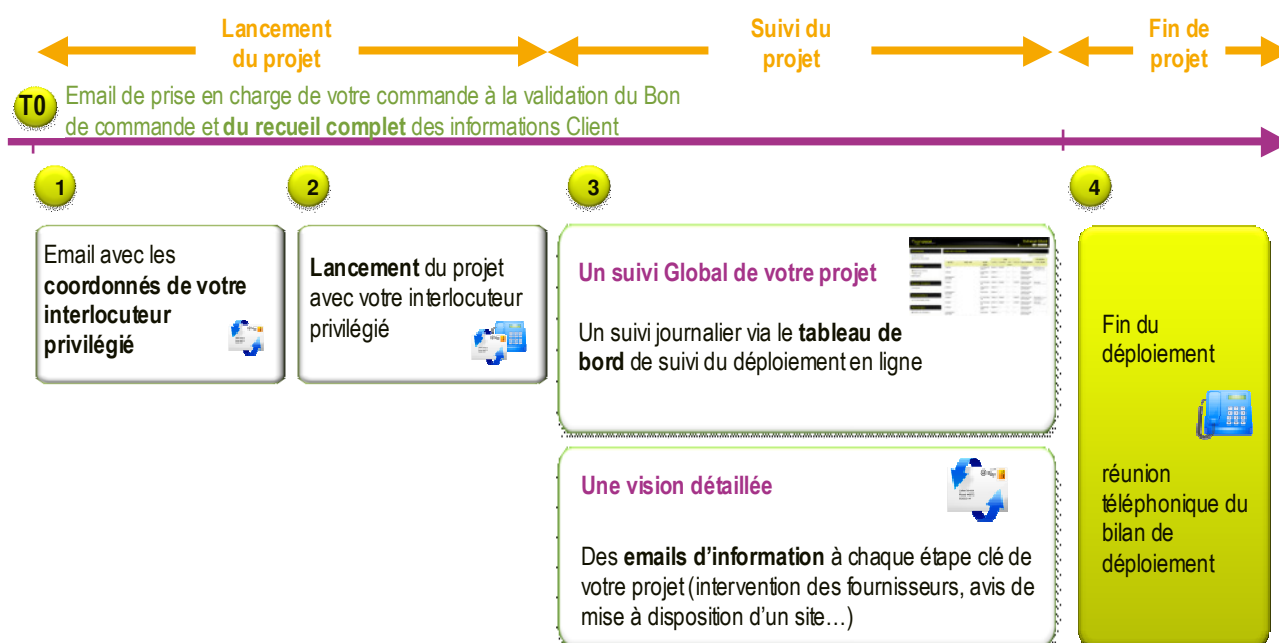 Lancement
du projet
Suivi du
projet
Fin de
projet
T0
Email de prise en charge de votre commande à la validation du Bon
de commande et du recueil complet des informations Client
1
2
3
4
Email avec les
coordonnés de votre
interlocuteur
privilégié
Lancement du projet
avec votre interlocuteur
privilégié
Un suivi Global de votre projet
Un suivi journalier via le tableau de
bord de suivi du déploiement en ligne
Une vision détaillée
Des emails d'information à chaque étape clé de
votre projet (intervention des fournisseurs, avis de
mise à disposition d'un site…)
Fin du
déploiement
réunion
téléphonique du
bilan de
déploiement